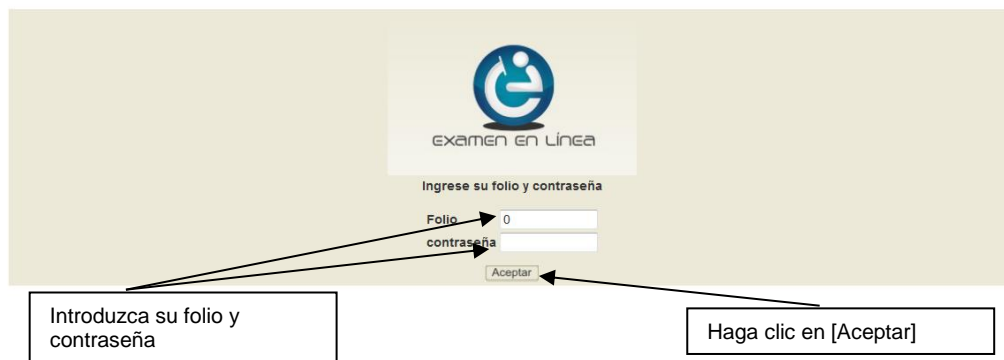 examen en Línea
Ingrese su folio y contraseña
Folio 0
contraseña
Aceptar
Introduzca su folio y
contraseña
Haga clic en [Aceptar]